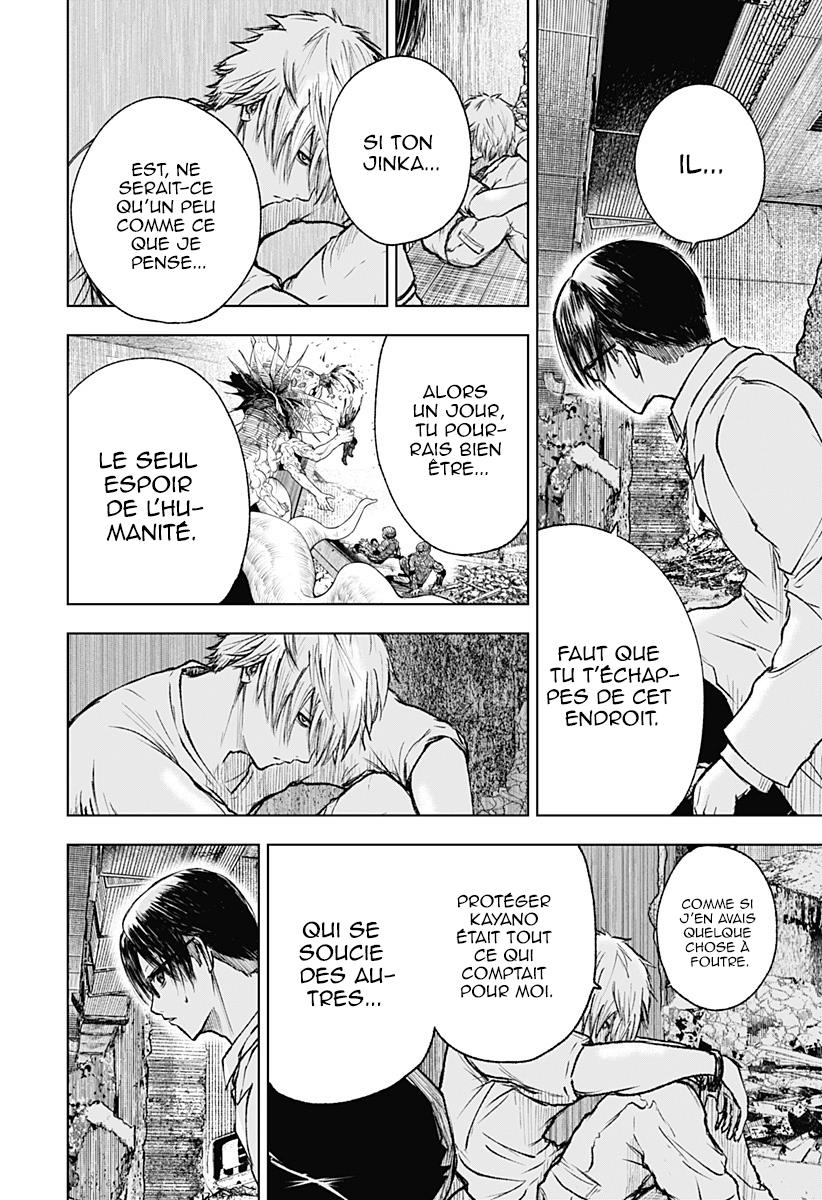 IL...
FAUT QUE
TU T'ÉCHAP-
PES DE CET
ENDROIT.
SI TON
JINKA...
EST, NE
SERAIT-CE
QU'UN PEU
COMME CE
QUE JE
PENSE...
ALORS
UN JOUR,
TU POUR-
RAIS BIEN
ÊTRE...
LE SEUL
ESPOIR
DE L'HU-
MANITÉ.
COMME SI
J'EN AVAIS
QUELQUE
CHOSE À
FOUTRE.
PROTÉGER
KAYANO
ÉTAIT TOUT
CE QUI
COMPTAIT
POUR MOI.
QUI SE
SOUCIE
DES AU-
TRES...